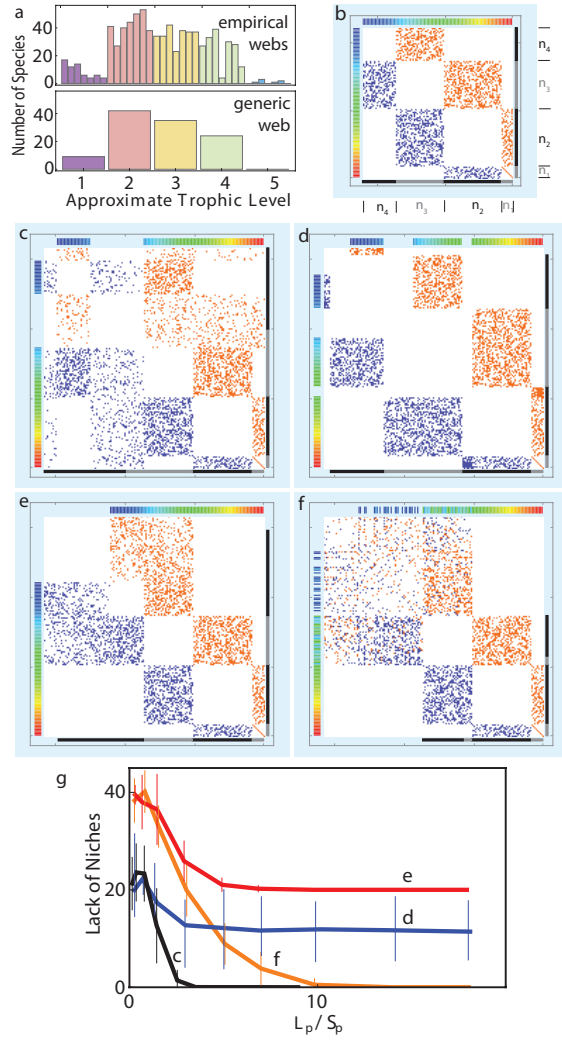 a
40
20
0
empirical
webs
40
20
0
generic
web
Number of Species
1 2 3 4 5
Approximate Trophic Level
b
n4
n3
n2
n1
n4 n3 n2 n1
c
d
e
f
g
40
20
0
Lack of Niches
e
d
c
f
0 10
Lp/Sp